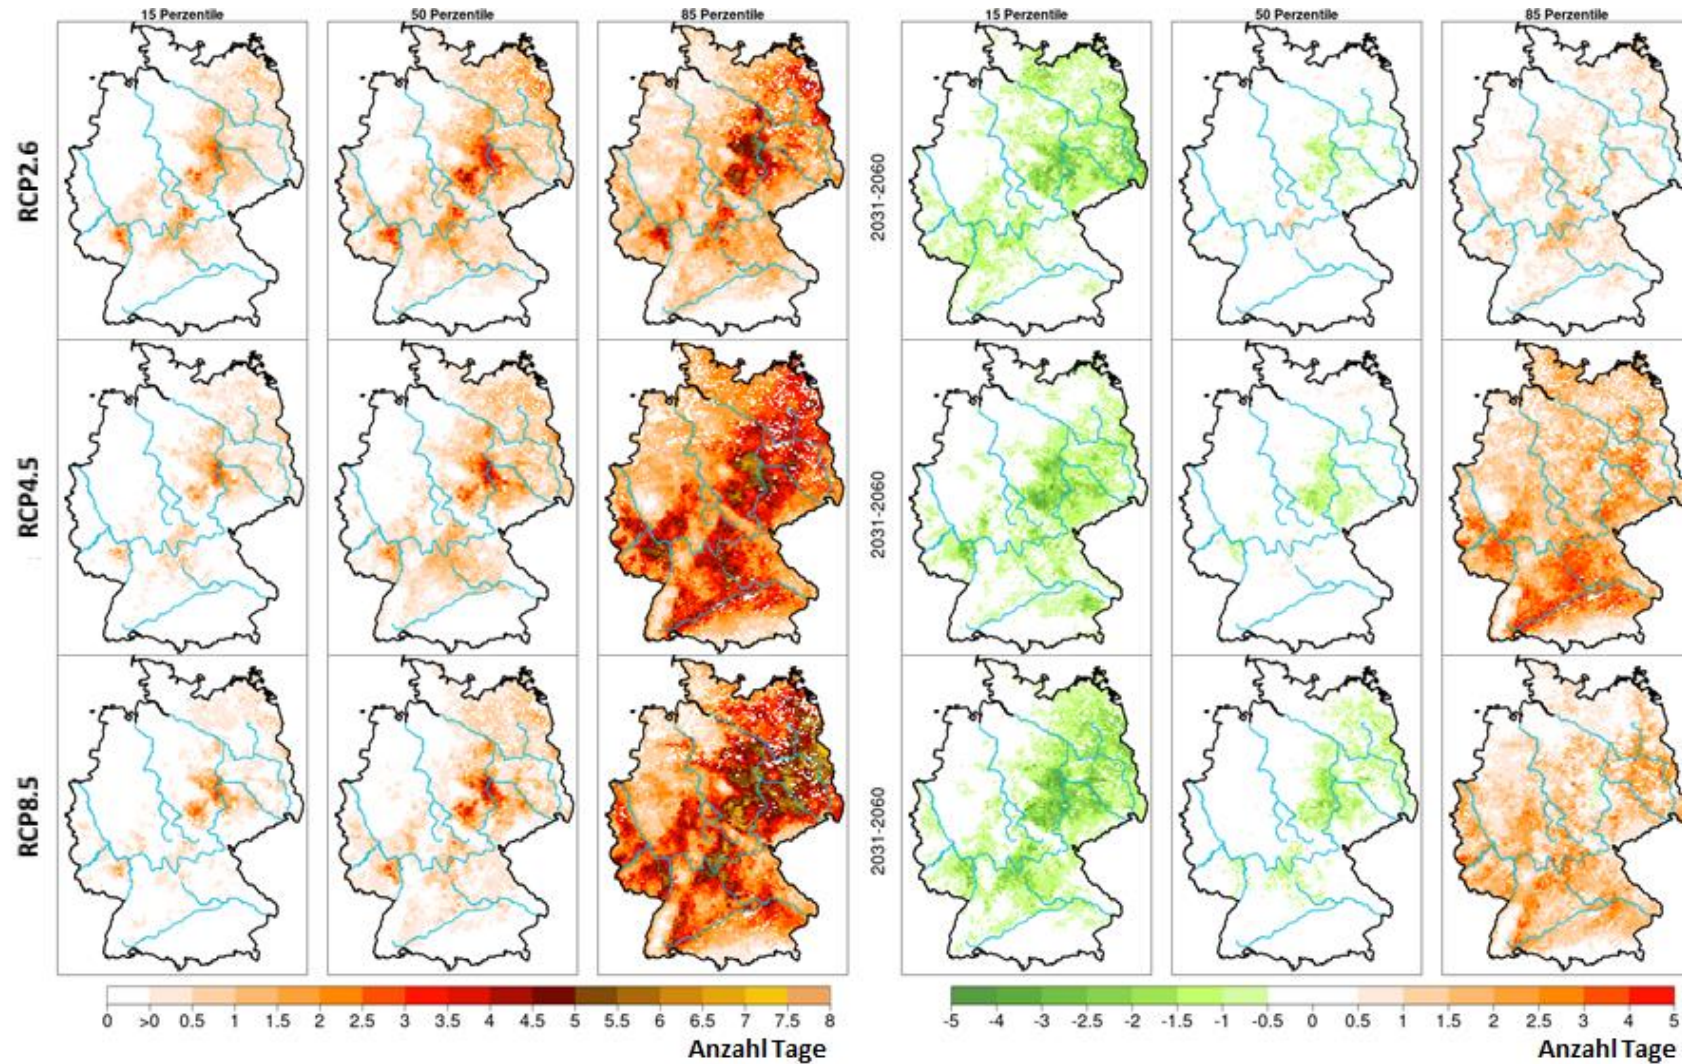 15 Perzentile 50 Perzentile 85 Perzentile 15 Perzentile 50 Perzentile 85 Perzentile
RCP2.6
2031-2060
RCP4.5
2031-2060
RCP8.5
2031-2060
0 >0 0.5 1 1.5 2 2.5 3 3.5 4 4.5 5 5.5 6 6.5 7 7.5 8
Anzahl Tage
-5 -4 -3 -2.5 -2 -1.5 -1 -0.5 0 0.5 1 1.5 2 2.5 3 4 5
Anzahl Tage